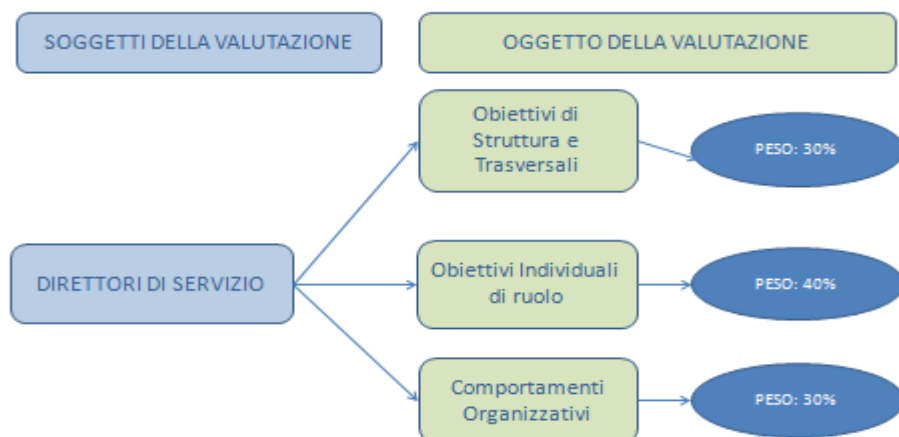 SOGGETTI DELLA VALUTAZIONE
OGGETTO DELLA VALUTAZIONE
Obiettivi di
Struttura e
Trasversali
PESO: 30%
DIRETTORI DI SERVIZIO
Obiettivi Individuali
di ruolo
PESO: 40%
Comportamenti
Organizzativi
PESO: 30%